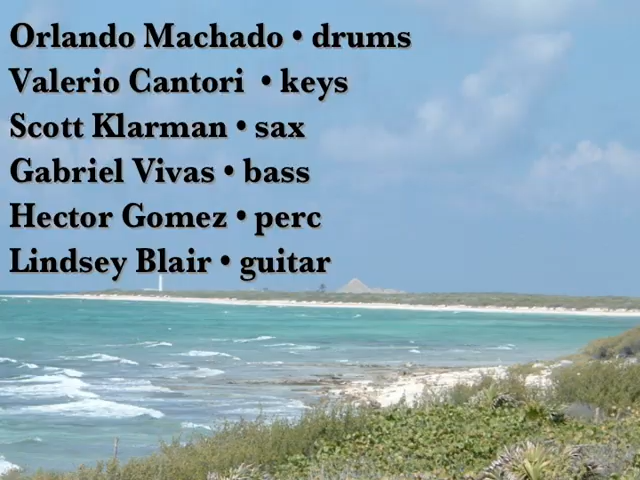 Orlando Machado • drums
Valerio Cantori • keys
Scott Klarman • sax
Gabriel Vivas • bass
Hector Gomez • perc
Lindsey Blair • guitar